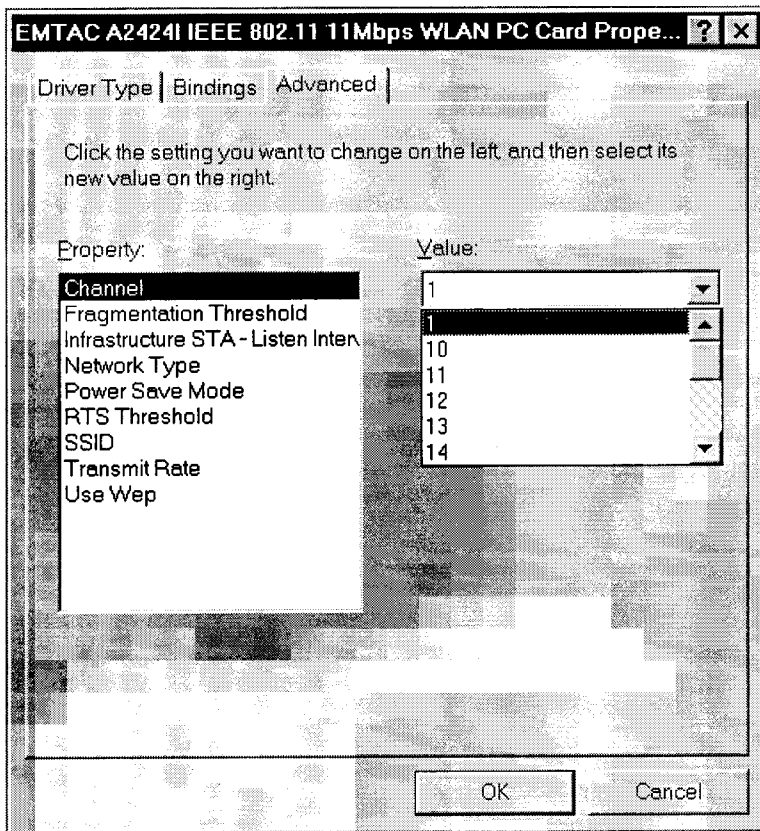 EMTAC A2424I IEEE 802.11 11Mbps WLAN PC Card Prope... ? ×
Driver Type Bindings Advanced
Click the setting you want to change on the left, and then select its
new value on the right.
Property:
Channel
Fragmentation Threshold
Infrastructure STA - Listen Interv
Network Type
Power Save Mode
RTS Threshold
SSID
Transmit Rate
Use Wep
Value:
1
1
10
11
12
13
14
OK Cancel